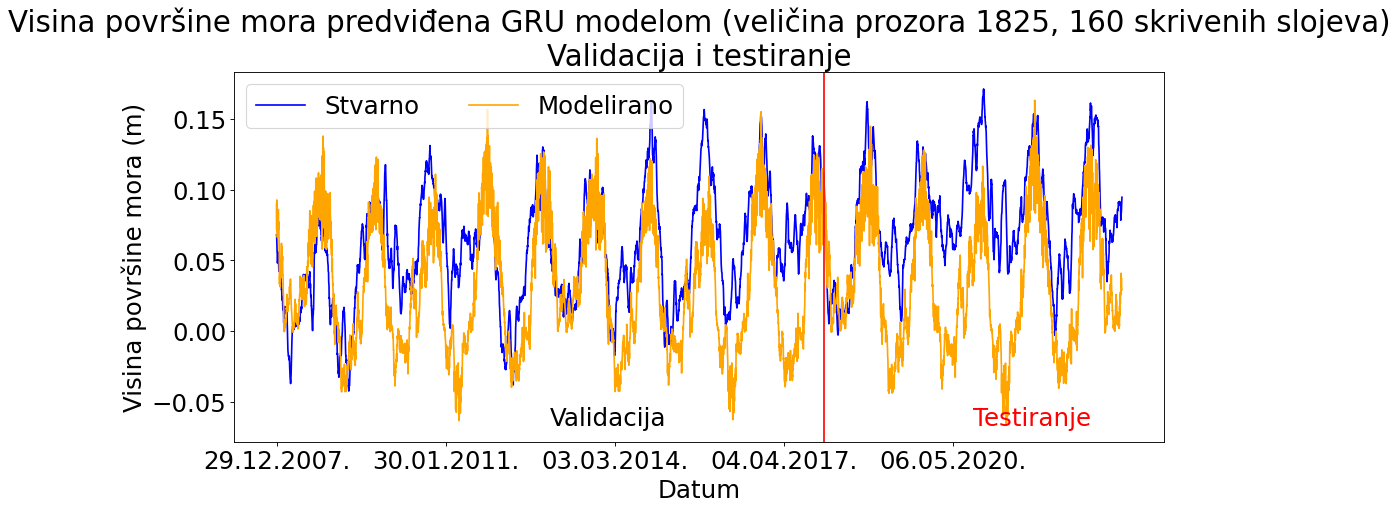 Visina površine mora predviđena GRU modelom (veličina prozora 1825, 160 skrivenih slojeva)
Validacija i testiranje
Stvarno
Modelirano
Visina površine mora (m)
0.15
0.10
0.05
0.00
−0.05
Validacija
Testiranje
29.12.2007.
30.01.2011.
03.03.2014.
04.04.2017.
06.05.2020.
Datum